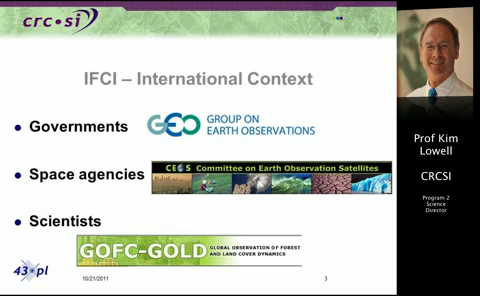 crc•si
IFCI – International Context
• Governments
GEO GROUP ON
EARTH OBSERVATIONS
• Space agencies
CEOS Committee on Earth Observation Satellites
• Scientists
GOFC-GOLD GLOBAL OBSERVATION OF FOREST
AND LAND COVER DYNAMICS
43 pl
10/21/2011
3
Prof Kim
Lowell
CRCSI
Program 2
Science
Director